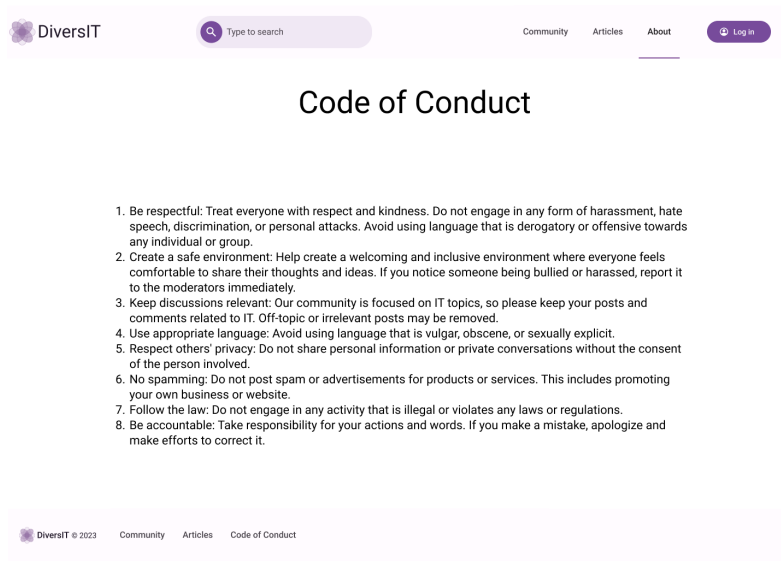 DiversIT
Type to search
Community
Articles
About
Log in
Code of Conduct
1. Be respectful: Treat everyone with respect and kindness. Do not engage in any form of harassment, hate
speech, discrimination, or personal attacks. Avoid using language that is derogatory or offensive towards
any individual or group.
2. Create a safe environment: Help create a welcoming and inclusive environment where everyone feels
comfortable to share their thoughts and ideas. If you notice someone being bullied or harassed, report it
to the moderators immediately.
3. Keep discussions relevant: Our community is focused on IT topics, so please keep your posts and
comments related to IT. Off-topic or irrelevant posts may be removed.
4. Use appropriate language: Avoid using language that is vulgar, obscene, or sexually explicit.
5. Respect others' privacy: Do not share personal information or private conversations without the consent
of the person involved.
6. No spamming: Do not post spam or advertisements for products or services. This includes promoting
your own business or website.
7. Follow the law: Do not engage in any activity that is illegal or violates any laws or regulations.
8. Be accountable: Take responsibility for your actions and words. If you make a mistake, apologize and
make efforts to correct it.
DiversIT © 2023
Community
Articles
Code of Conduct